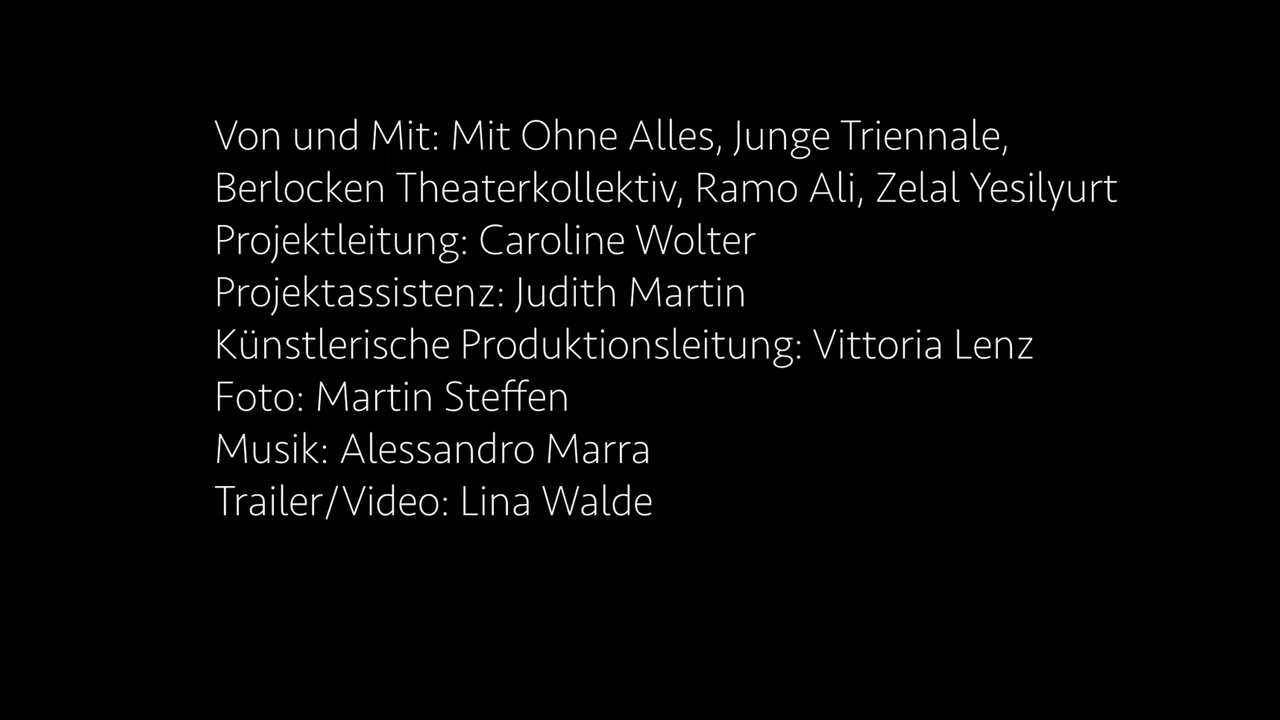 Von und Mit: Mit Ohne Alles, Junge Triennale,
Berlocken Theaterkollektiv, Ramo Ali, Zelal Yesilyurt
Projektleitung: Caroline Wolter
Projektassistenz: Judith Martin
Künstlerische Produktionsleitung: Vittoria Lenz
Foto: Martin Steffen
Musik: Alessandro Marra
Trailer/Video: Lina Walde